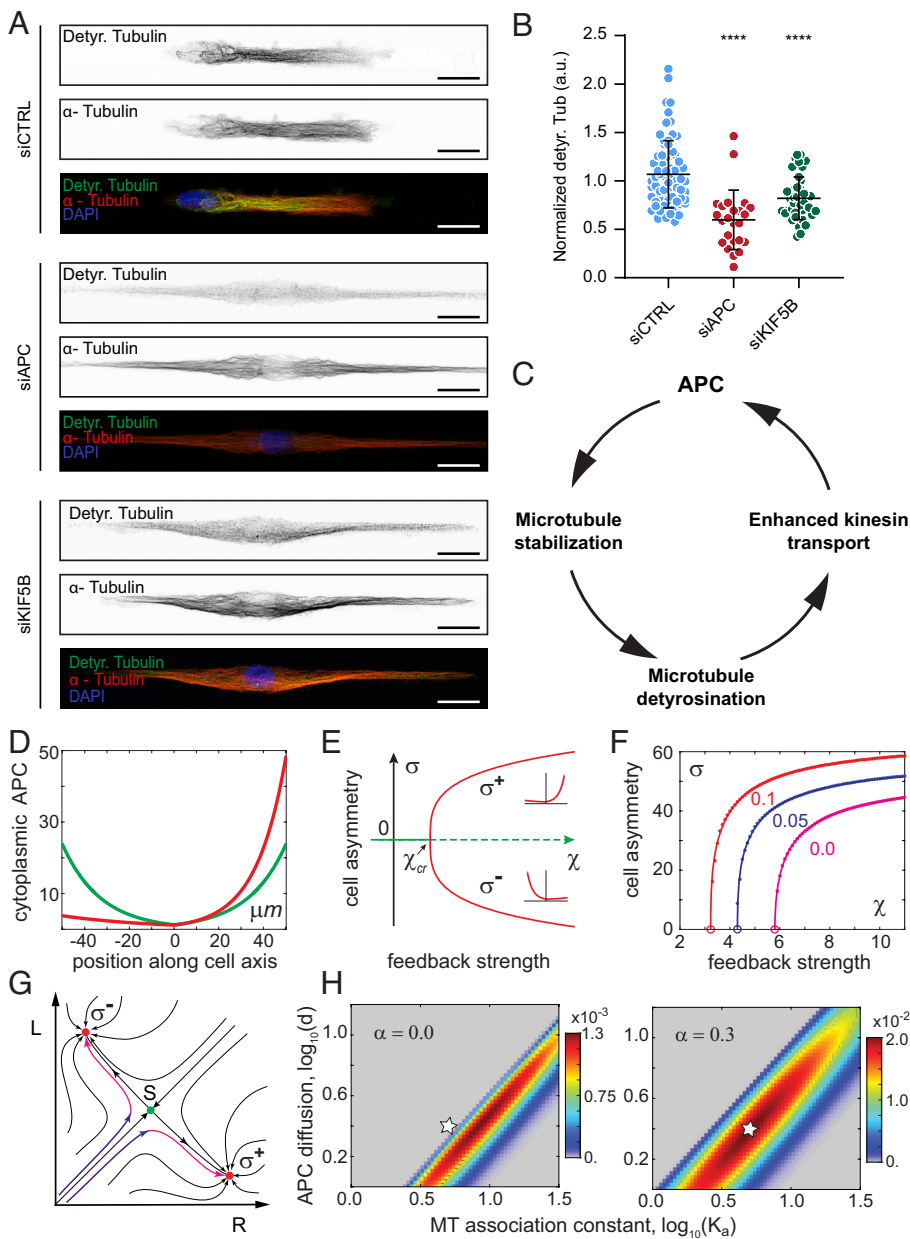 A
siCTRL
Detyr. Tubulin
α- Tubulin
Detyr. Tubulin
α - Tubulin
DAPI
siAPC
Detyr. Tubulin
α- Tubulin
Detyr. Tubulin
α- Tubulin
DAPI
siKIF5B
Detyr. Tubulin
α- Tubulin
Detyr. Tubulin
α - Tubulin
DAPI
B
Normalized detyr. Tub (a.u.)
2.5
2.0
1.5
1.0
0.5
0.0
**** ****
siCTRL siAPC siKIF5B
C
APC
Microtubule
stabilization
Enhanced kinesin
transport
Microtubule
detyrosination
D
cytoplasmic APC
50
40
30
20
10
μm
-40 -20 0 20 40
position along cell axis
E
cell asymmetry
σ
0
σ+
σ-
χcr
χ
feedback strength
F
cell asymmetry
60
40
20
0
σ
0.1
0.05
0.0
χ
2 4 6 8 10
feedback strength
G
L
σ-
S
σ+
R
H
APC diffusion, log10(d)
1.0
0.6
0.2
α = 0.0
0.0 0.5 1.0 1.5
x10-3
1.3
0.75
0.
1.0
0.6
0.2
α = 0.3
0.0 0.5 1.0 1.5
x10-2
2.0
1.0
0.
MT association constant, log10(Ka)